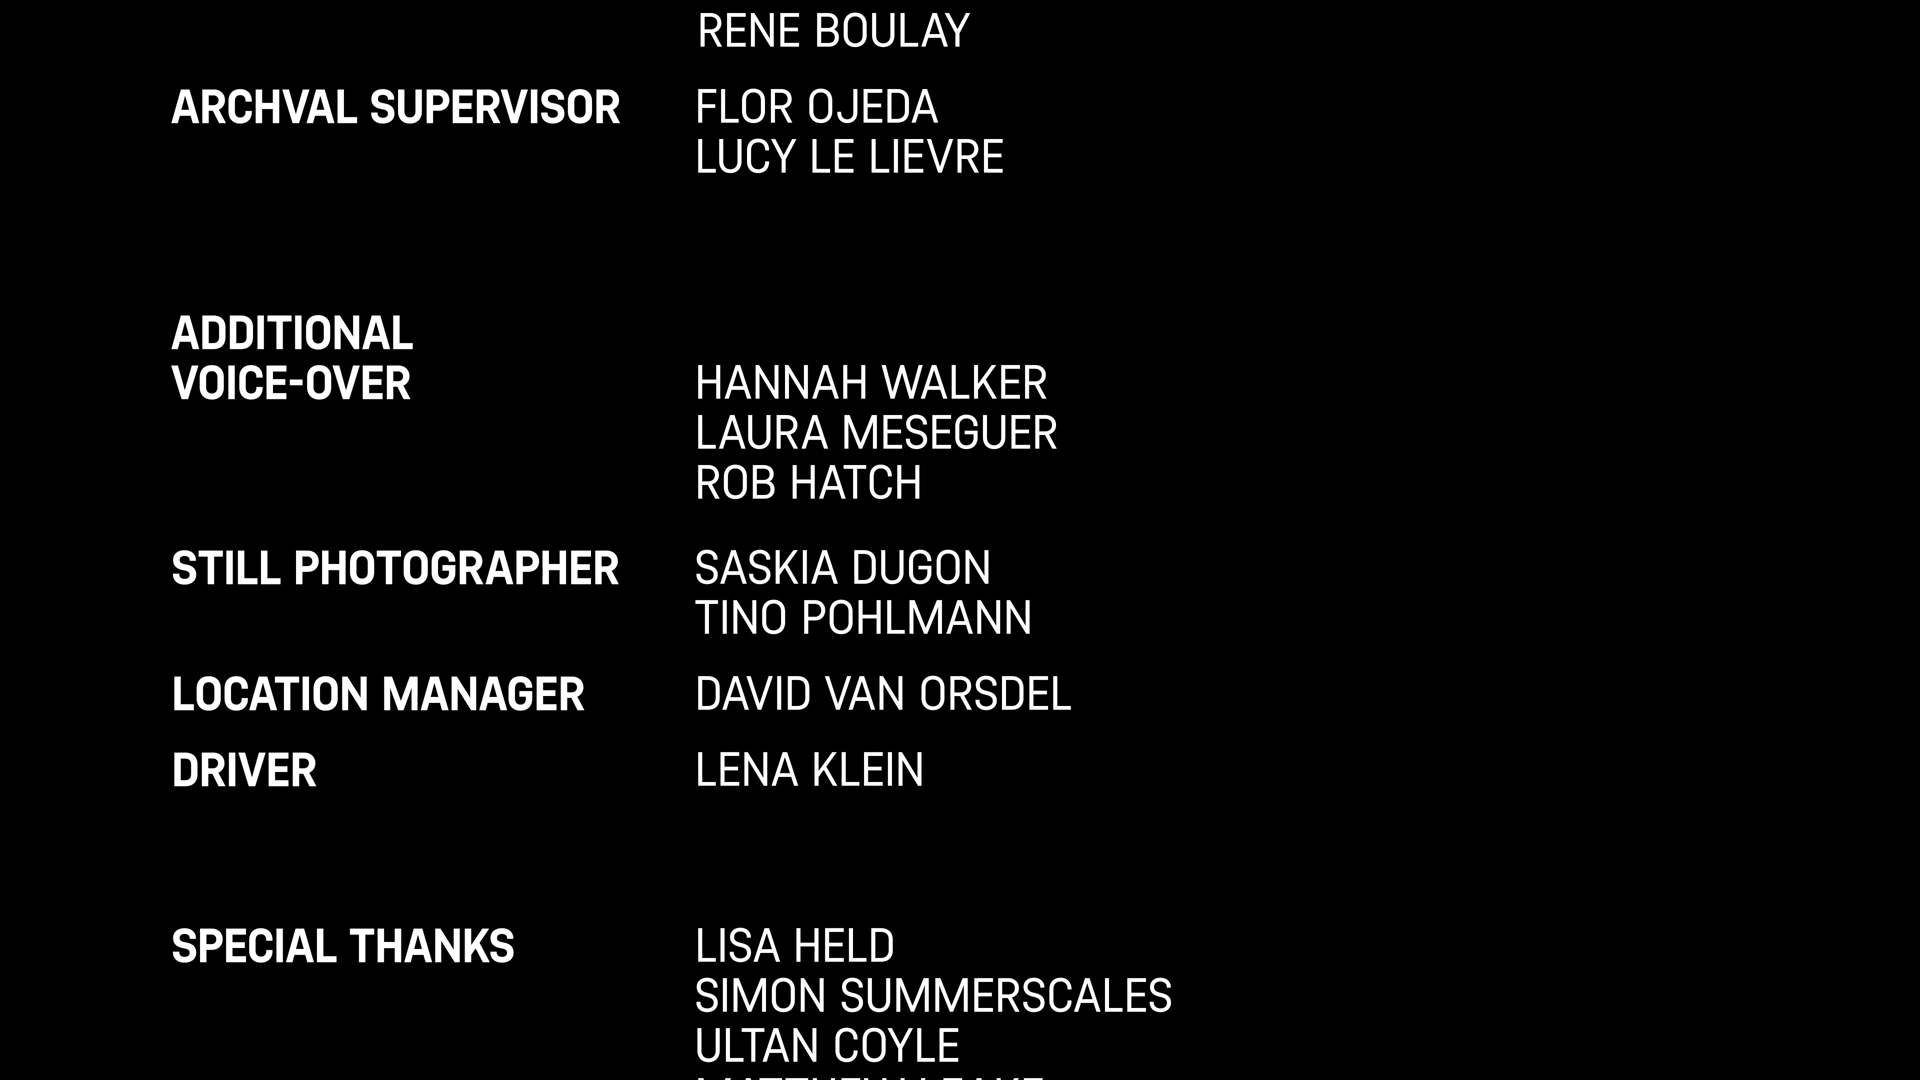 RENE BOULAY
ARCHVAL SUPERVISOR FLOR OJEDA
LUCY LE LIEVRE
ADDITIONAL
VOICE-OVER HANNAH WALKER
LAURA MESEGUER
ROB HATCH
STILL PHOTOGRAPHER SASKIA DUGON
TINO POHLMANN
LOCATION MANAGER DAVID VAN ORSDEL
DRIVER LENA KLEIN
SPECIAL THANKS LISA HELD
SIMON SUMMERSCALES
ULTAN COYLE